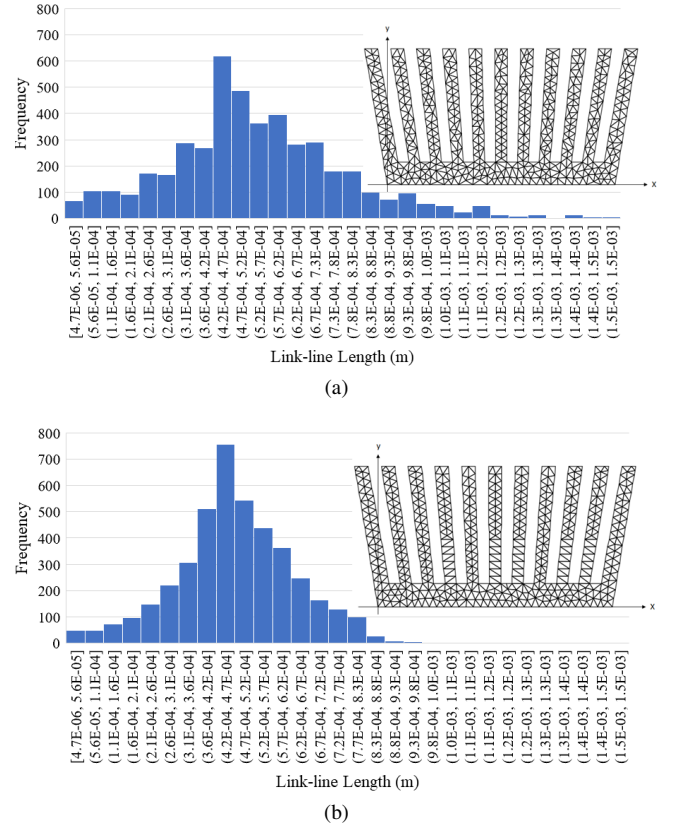 800
700
600
500
400
300
200
100
0
Frequency
y
x
[4.7E-06, 5.6E-05]
(5.6E-05, 1.1E-04]
(1.1E-04, 1.6E-04]
(1.6E-04, 2.1E-04]
(2.1E-04, 2.6E-04]
(2.6E-04, 3.1E-04]
(3.1E-04, 3.6E-04]
(3.6E-04, 4.2E-04]
(4.2E-04, 4.7E-04]
(4.7E-04, 5.2E-04]
(5.2E-04, 5.7E-04]
(5.7E-04, 6.2E-04]
(6.2E-04, 6.7E-04]
(6.7E-04, 7.3E-04]
(7.3E-04, 7.8E-04]
(7.8E-04, 8.3E-04]
(8.3E-04, 8.8E-04]
(8.8E-04, 9.3E-04]
(9.3E-04, 9.8E-04]
(9.8E-04, 1.0E-03]
(1.0E-03, 1.1E-03]
(1.1E-03, 1.1E-03]
(1.1E-03, 1.2E-03]
(1.2E-03, 1.2E-03]
(1.2E-03, 1.3E-03]
(1.3E-03, 1.3E-03]
(1.3E-03, 1.4E-03]
(1.4E-03, 1.4E-03]
(1.4E-03, 1.5E-03]
(1.5E-03, 1.5E-03]
Link-line Length (m)
(a)
800
700
600
500
400
300
200
100
0
Frequency
y
x
[4.7E-06, 5.6E-05]
(5.6E-05, 1.1E-04]
(1.1E-04, 1.6E-04]
(1.6E-04, 2.1E-04]
(2.1E-04, 2.6E-04]
(2.6E-04, 3.1E-04]
(3.1E-04, 3.6E-04]
(3.6E-04, 4.2E-04]
(4.2E-04, 4.7E-04]
(4.7E-04, 5.2E-04]
(5.2E-04, 5.7E-04]
(5.7E-04, 6.2E-04]
(6.2E-04, 6.7E-04]
(6.7E-04, 7.2E-04]
(7.2E-04, 7.7E-04]
(7.7E-04, 8.3E-04]
(8.3E-04, 8.8E-04]
(8.8E-04, 9.3E-04]
(9.3E-04, 9.8E-04]
(9.8E-04, 1.0E-03]
(1.0E-03, 1.1E-03]
(1.1E-03, 1.1E-03]
(1.1E-03, 1.2E-03]
(1.2E-03, 1.2E-03]
(1.2E-03, 1.3E-03]
(1.3E-03, 1.3E-03]
(1.3E-03, 1.4E-03]
(1.4E-03, 1.4E-03]
(1.4E-03, 1.5E-03]
(1.5E-03, 1.5E-03]
Link-line Length (m)
(b)